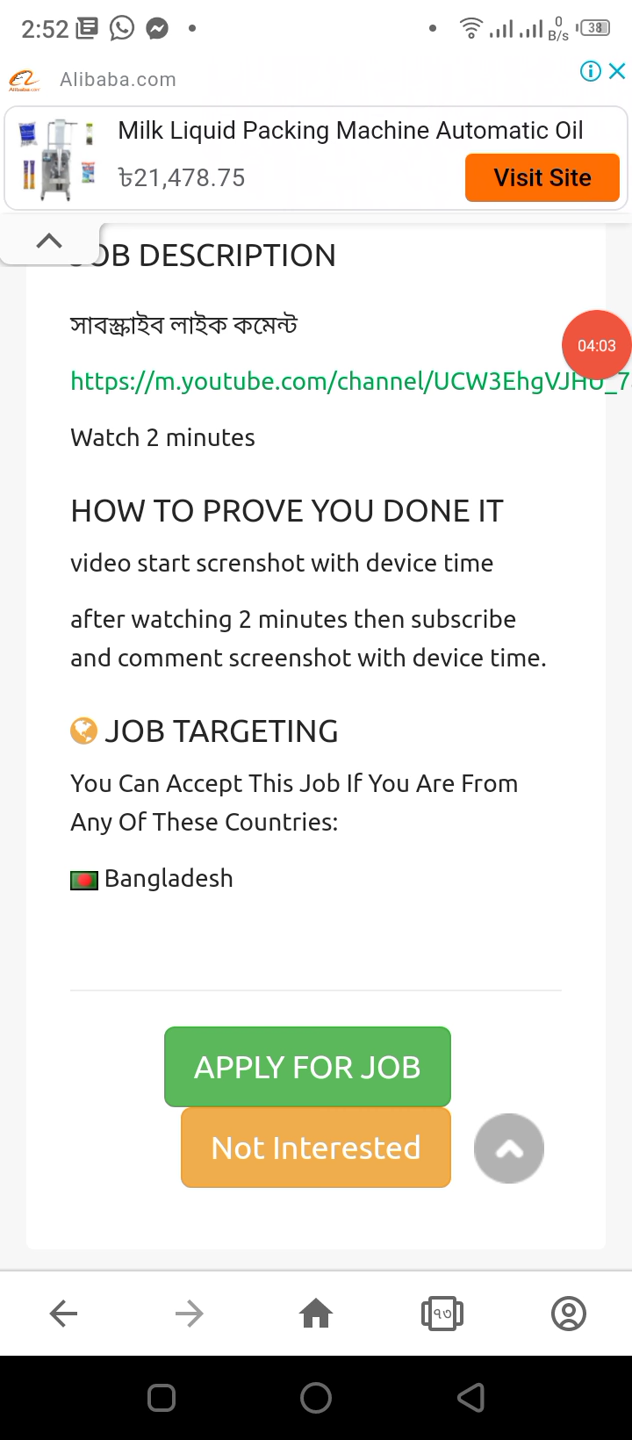 2:52
0
B/s
38
Alibaba.com
Alibaba.com
Milk Liquid Packing Machine Automatic Oil
৳21,478.75
Visit Site
OB DESCRIPTION
সাবস্ক্রাইব লাইক কমেন্ট
04:03
https://m.youtube.com/channel/UCW3EhgVJHU_7
Watch 2 minutes
HOW TO PROVE YOU DONE IT
video start screnshot with device time
after watching 2 minutes then subscribe
and comment screenshot with device time.
JOB TARGETING
You Can Accept This Job If You Are From
Any Of These Countries:
Bangladesh
APPLY FOR JOB
Not Interested
৭৩